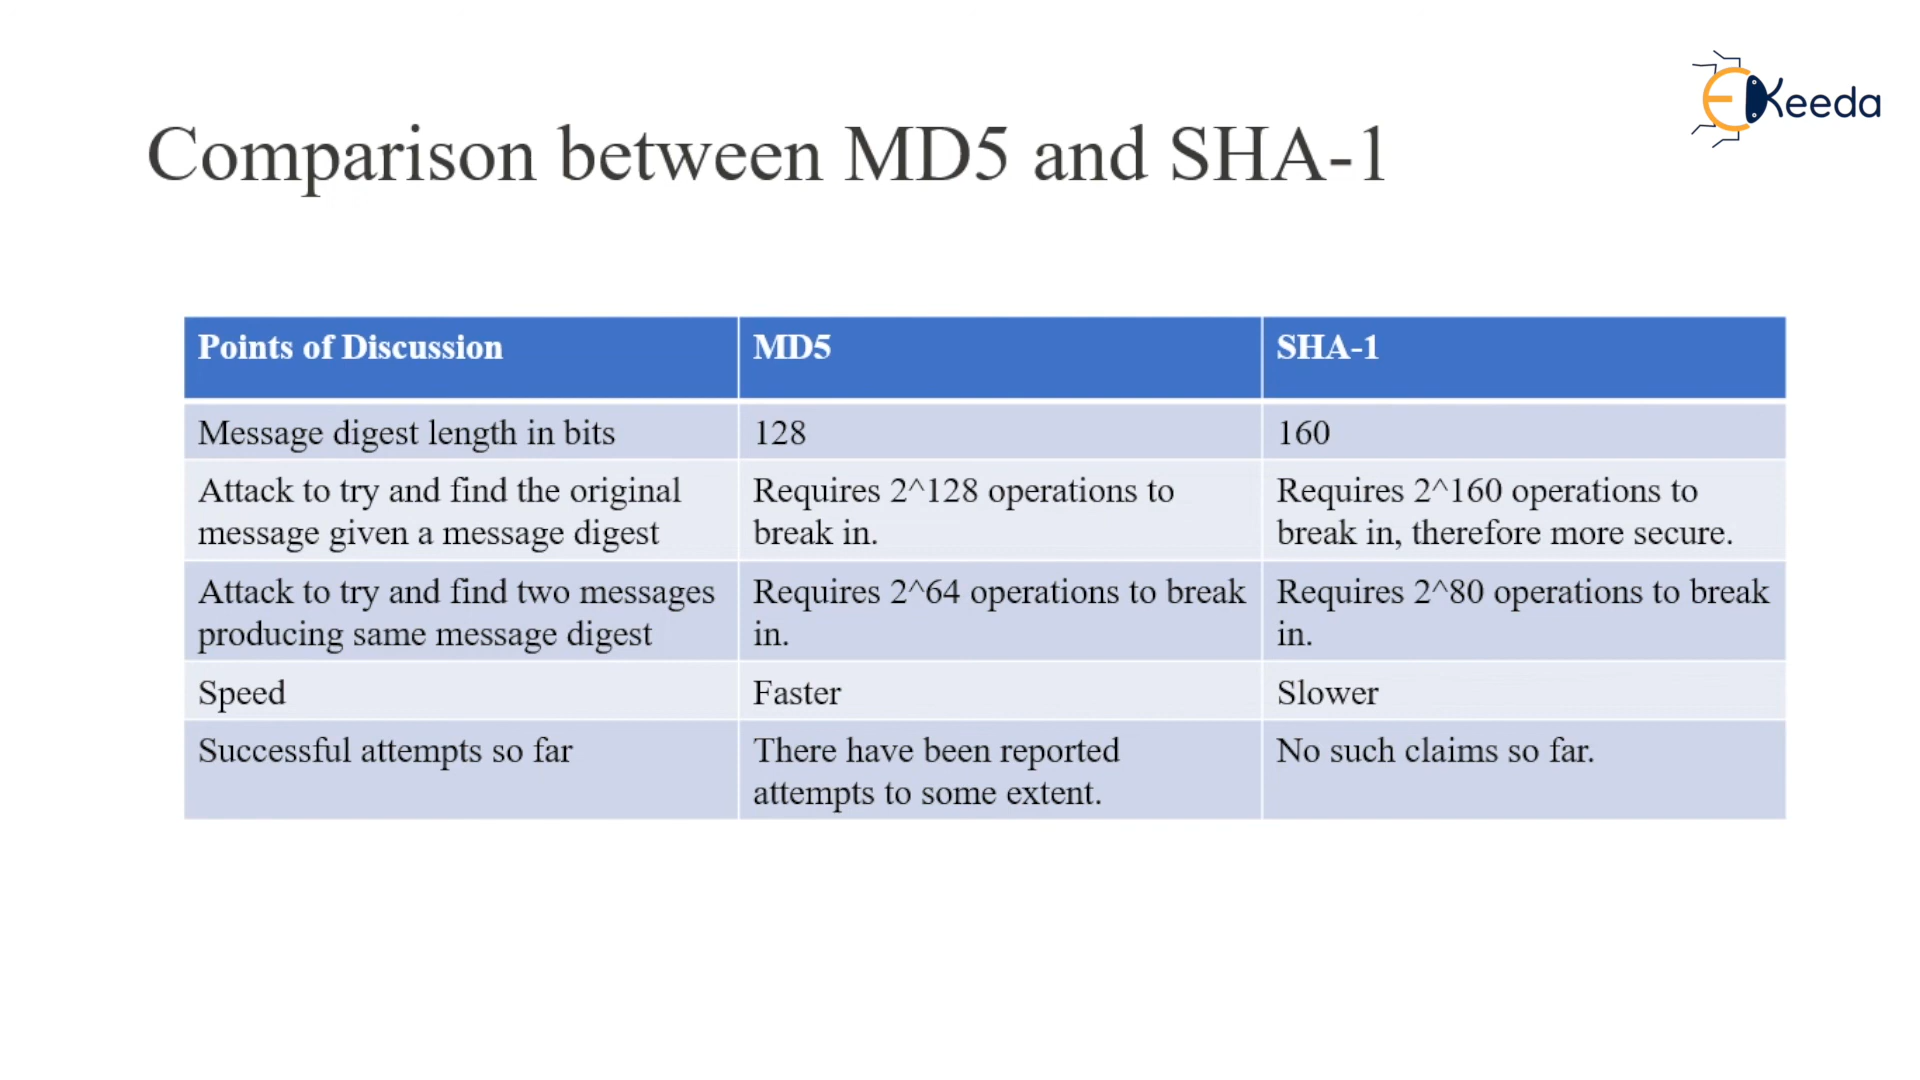 EKeeda
Comparison between MD5 and SHA-1
Points of Discussion MD5 SHA-1
Message digest length in bits 128 160
Attack to try and find the original Requires 2^128 operations to Requires 2^160 operations to
message given a message digest break in. break in, therefore more secure.
Attack to try and find two messages Requires 2^64 operations to break Requires 2^80 operations to break
producing same message digest in. in.
Speed Faster Slower
Successful attempts so far There have been reported No such claims so far.
attempts to some extent.